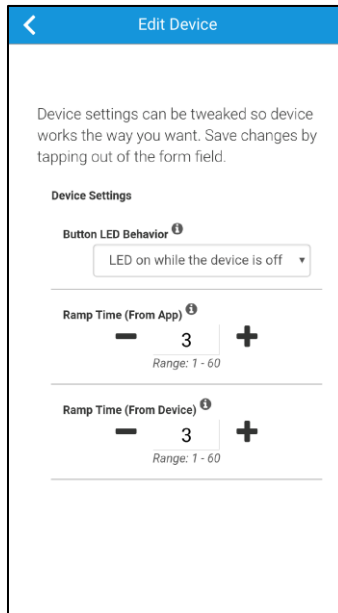 Edit Device
Device settings can be tweaked so device
works the way you want. Save changes by
tapping out of the form field.
Device Settings
Button LED Behavior
LED on while the device is off
Ramp Time (From App)
3
Range: 1 - 60
Ramp Time (From Device)
3
Range: 1 - 60